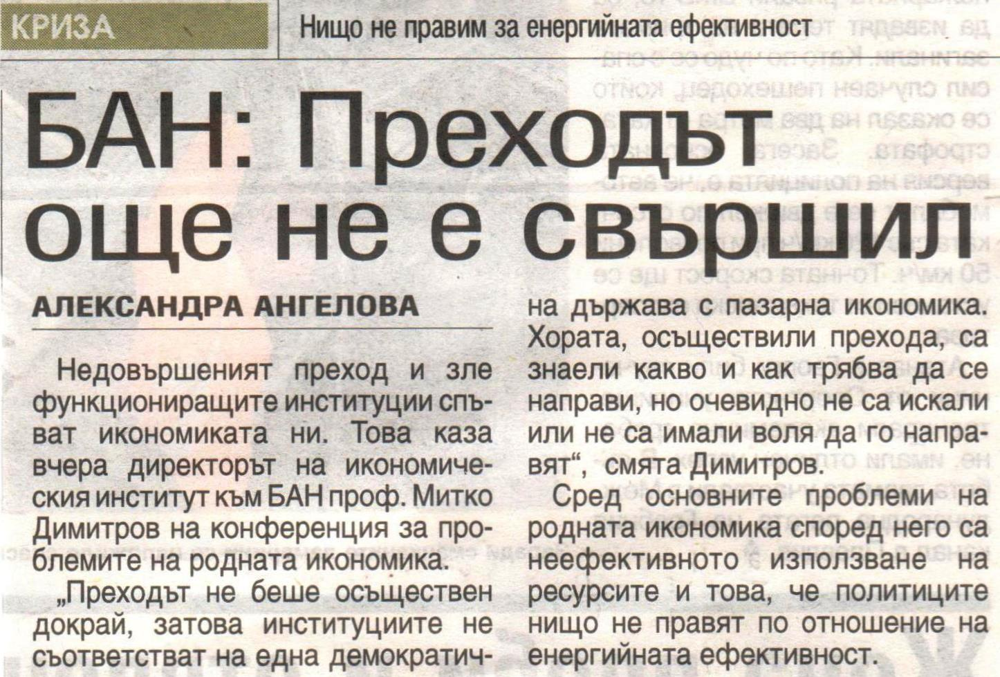 КРИЗА
Нищо не правим за енергийната ефективност
БАН: Преходът
още не е свършил
АЛЕКСАНДРА АНГЕЛОВА
Недовършеният преход и зле
функциониращите институции спъ-
ват икономиката ни. Това каза
вчера директорът на икономиче-
ския институт към БАН проф. Митко
Димитров на конференция за про-
блемите на родната икономика.
„Преходът не беше осъществен
докрай, затова институциите не
съответстват на една демократич-
на държава с пазарна икономика.
Хората, осъществили прехода, са
знаели какво и как трябва да се
направи, но очевидно не са искали
или не са имали воля да го напра-
вят“, смята Димитров.
Сред основните проблеми на
родната икономика според него са
неефективното използване на
ресурсите и това, че политиците
нищо не правят по отношение на
енергийната ефективност.